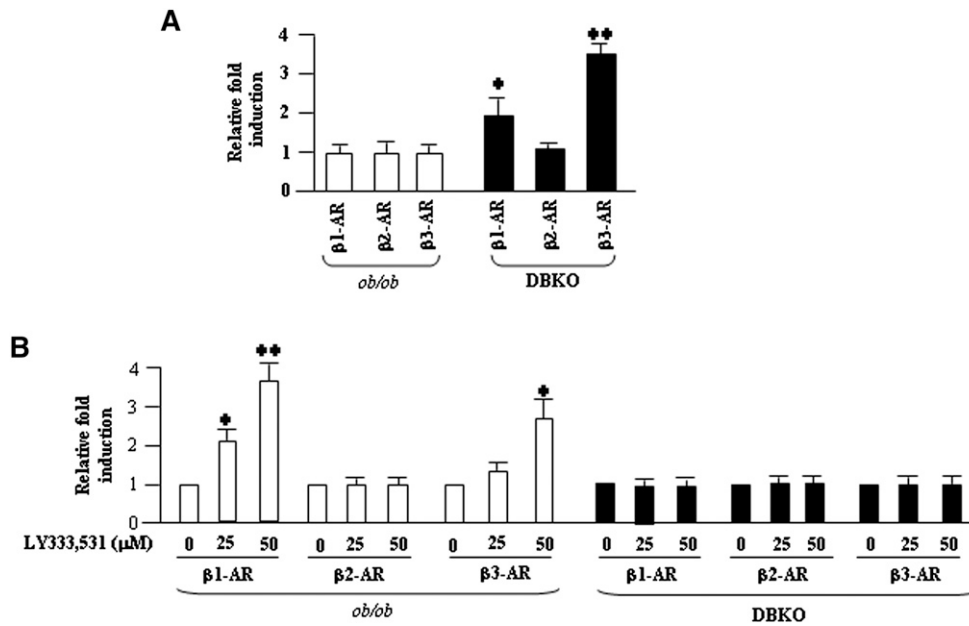 A
Relative fold
induction
4
3
2
1
0
β1-AR
β2-AR
β3-AR
β1-AR
β2-AR
β3-AR
ob/ob
DBKO
B
Relative fold
induction
4
3
2
1
0
LY333,531 (μM) 0 25 50 0 25 50 0 25 50 0 25 50 0 25 50 0 25 50
β1-AR β2-AR β3-AR β1-AR β2-AR β3-AR
ob/ob DBKO